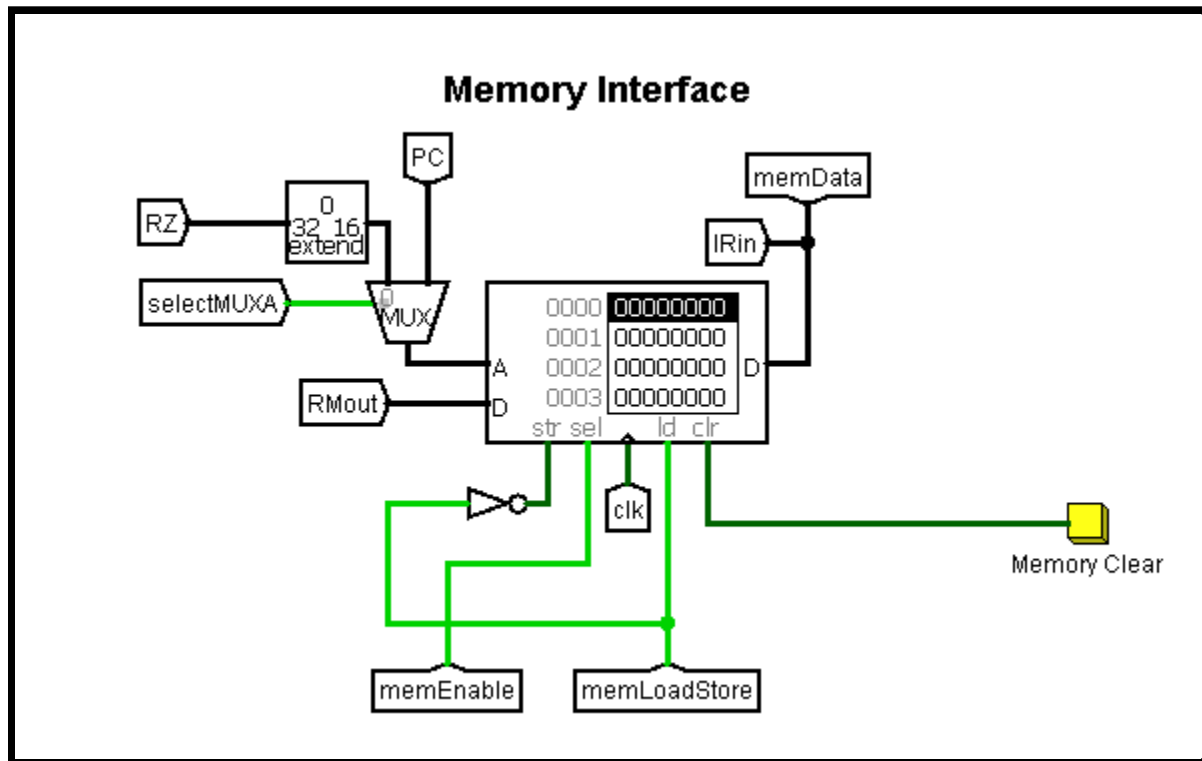 Memory Interface
PC
memData
RZ
0
32 16
extend
IRin
selectMUXA
0
MUX
0000 00000000
0001 00000000
A
0002 00000000
D
RMout
D
0003 00000000
str sel
ld clr
clk
Memory Clear
memEnable
memLoadStore